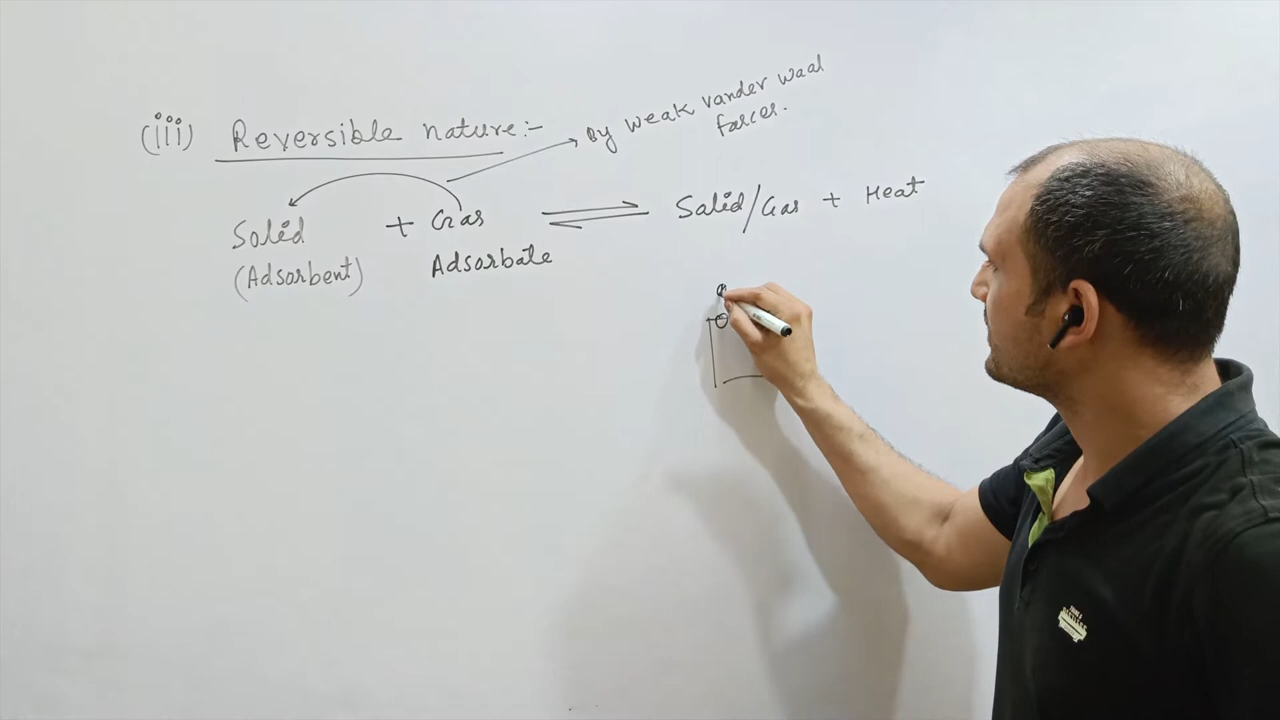 (iii) Reversible nature:-
By weak vander waal
forces.
Solid + Gas ⇌ Solid/Gas + Heat
(Adsorbent) Adsorbate